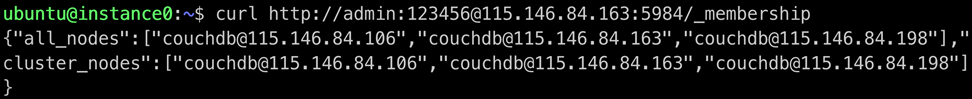 ubuntu@instance0:~$ curl http://admin:123456@115.146.84.163:5984/_membership
{"all_nodes":["couchdb@115.146.84.106","couchdb@115.146.84.163","couchdb@115.146.84.198"],"
cluster_nodes":["couchdb@115.146.84.106","couchdb@115.146.84.163","couchdb@115.146.84.198"]
}